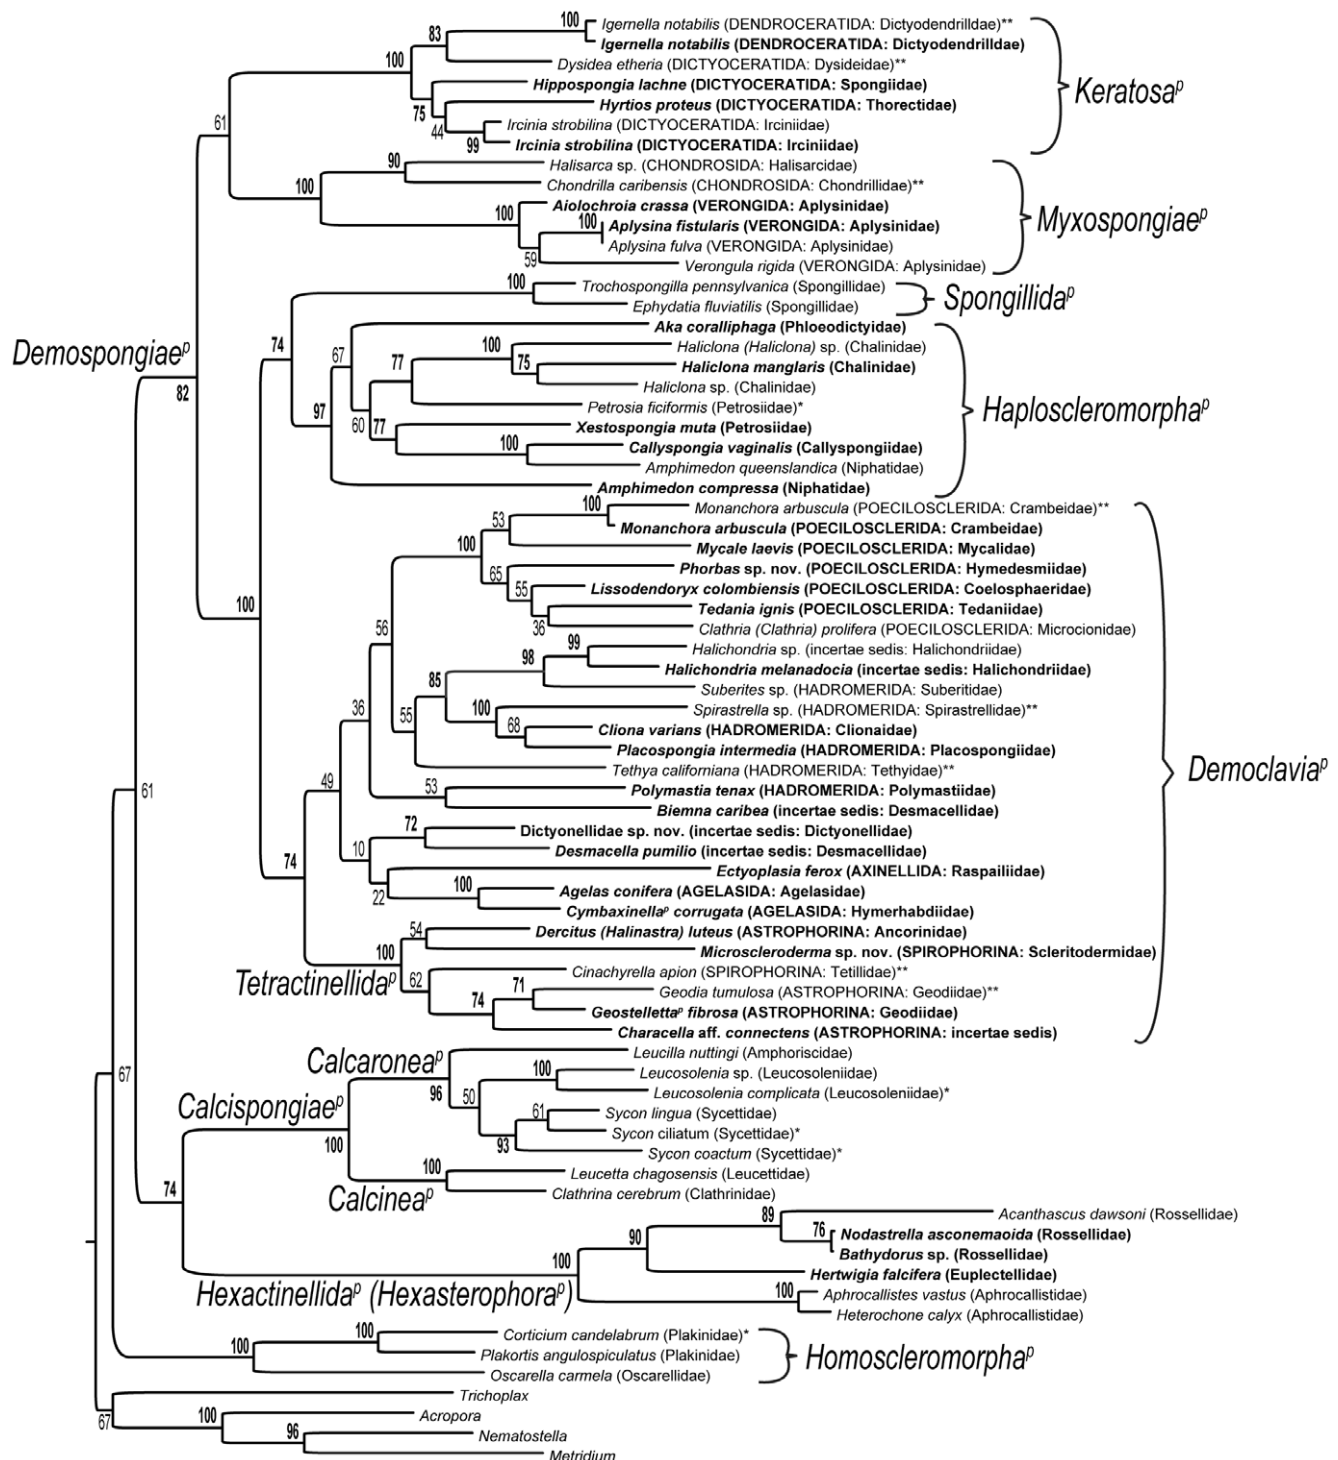 100
Igernella notabilis (DENDROCERATIDA: Dictyodendrilldae)**
83
Igernella notabilis (DENDROCERATIDA: Dictyodendrilldae)
100
Dysidea etheria (DICTYOCERATIDA: Dysideidae)**
Hippospongia lachne (DICTYOCERATIDA: Spongiidae)
Keratosaᵖ
75
Hyrtios proteus (DICTYOCERATIDA: Thorectidae)
61
44
Ircinia strobilina (DICTYOCERATIDA: Irciniidae)
99
Ircinia strobilina (DICTYOCERATIDA: Irciniidae)
90
Halisarca sp. (CHONDROSIDA: Halisarcidae)
100
Chondrilla caribensis (CHONDROSIDA: Chondrillidae)**
100
Aiolochroia crassa (VERONGIDA: Aplysinidae)
100
Aplysina fistularis (VERONGIDA: Aplysinidae)
Myxospongiaeᵖ
Aplysina fulva (VERONGIDA: Aplysinidae)
59
Verongula rigida (VERONGIDA: Aplysinidae)
100
Trochospongilla pennsylvanica (Spongillidae)
Spongillidaᵖ
Ephydatia fluviatilis (Spongillidae)
Aka coralliphaga (Phloeodictyidae)
Demospongiaeᵖ
74
67
100
Haliclona (Haliclona) sp. (Chalinidae)
77
75
Haliclona manglaris (Chalinidae)
82
Haliclona sp. (Chalinidae)
97
Petrosia ficiformis (Petrosiidae)*
Haploscleromorphaᵖ
60
77
Xestospongia muta (Petrosiidae)
100
Callyspongia vaginalis (Callyspongiidae)
Amphimedon queenslandica (Niphatidae)
Amphimedon compressa (Niphatidae)
100
Monanchora arbuscula (POECILOSCLERIDA: Crambeidae)**
53
Monanchora arbuscula (POECILOSCLERIDA: Crambeidae)
100
Mycale laevis (POECILOSCLERIDA: Mycalidae)
65
Phorbas sp. nov. (POECILOSCLERIDA: Hymedesmiidae)
55
Lissodendoryx colombiensis (POECILOSCLERIDA: Coelosphaeridae)
100
Tedania ignis (POECILOSCLERIDA: Tedaniidae)
56
36
Clathria (Clathria) prolifera (POECILOSCLERIDA: Microcionidae)
99
Halichondria sp. (incertae sedis: Halichondriidae)
98
Halichondria melanadocia (incertae sedis: Halichondriidae)
85
Suberites sp. (HADROMERIDA: Suberitidae)
100
Spirastrella sp. (HADROMERIDA: Spirastrellidae)**
36
55
68
Cliona varians (HADROMERIDA: Clionaidae)
Placospongia intermedia (HADROMERIDA: Placospongiidae)
Tethya californiana (HADROMERIDA: Tethyidae)**
Democlaviaᵖ
61
49
53
Polymastia tenax (HADROMERIDA: Polymastiidae)
Biemna caribea (incertae sedis: Desmacellidae)
72
Dictyonellidae sp. nov. (incertae sedis: Dictyonellidae)
10
Desmacella pumilio (incertae sedis: Desmacellidae)
74
Ectyoplasia ferox (AXINELLIDA: Raspailiidae)
22
100
Agelas conifera (AGELASIDA: Agelasidae)
Cymbaxinellaᵖ corrugata (AGELASIDA: Hymerhabdiidae)
54
Dercitus (Halinastra) luteus (ASTROPHORINA: Ancorinidae)
100
Microscleroderma sp. nov. (SPIROPHORINA: Scleritodermidae)
Tetractinellidaᵖ
62
Cinachyrella apion (SPIROPHORINA: Tetillidae)**
71
Geodia tumulosa (ASTROPHORINA: Geodiidae)**
74
Geostellettaᵖ fibrosa (ASTROPHORINA: Geodiidae)
Characella aff. connectens (ASTROPHORINA: incertae sedis)
Calcaroneaᵖ
Leucilla nuttingi (Amphoriscidae)
67
100
Leucosolenia sp. (Leucosoleniidae)
96
50
Leucosolenia complicata (Leucosoleniidae)*
Calcispongiaeᵖ
61
Sycon lingua (Sycettidae)
Sycon ciliatum (Sycettidae)*
100
93
Sycon coactum (Sycettidae)*
100
Leucetta chagosensis (Leucettidae)
74
Calcineaᵖ
Clathrina cerebrum (Clathrinidae)
89
Acanthascus dawsoni (Rossellidae)
90
76
Nodastrella asconemaoida (Rossellidae)
100
Bathydorus sp. (Rossellidae)
Hexactinellidaᵖ (Hexasterophoraᵖ)
Hertwigia falcifera (Euplectellidae)
100
Aphrocallistes vastus (Aphrocallistidae)
Heterochone calyx (Aphrocallistidae)
100
Corticium candelabrum (Plakinidae)*
100
Plakortis angulospiculatus (Plakinidae)
Homoscleromorphaᵖ
Oscarella carmela (Oscarellidae)
Trichoplax
67
100
Acropora
96
Nematostella
Metridium